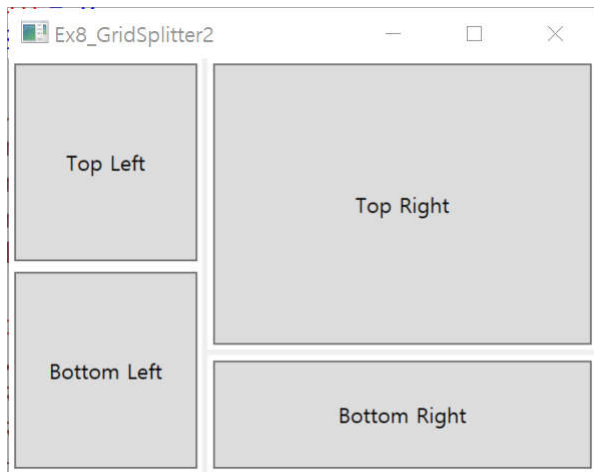 Ex8_GridSplitter2
Top Left
Top Right
Bottom Left
Bottom Right